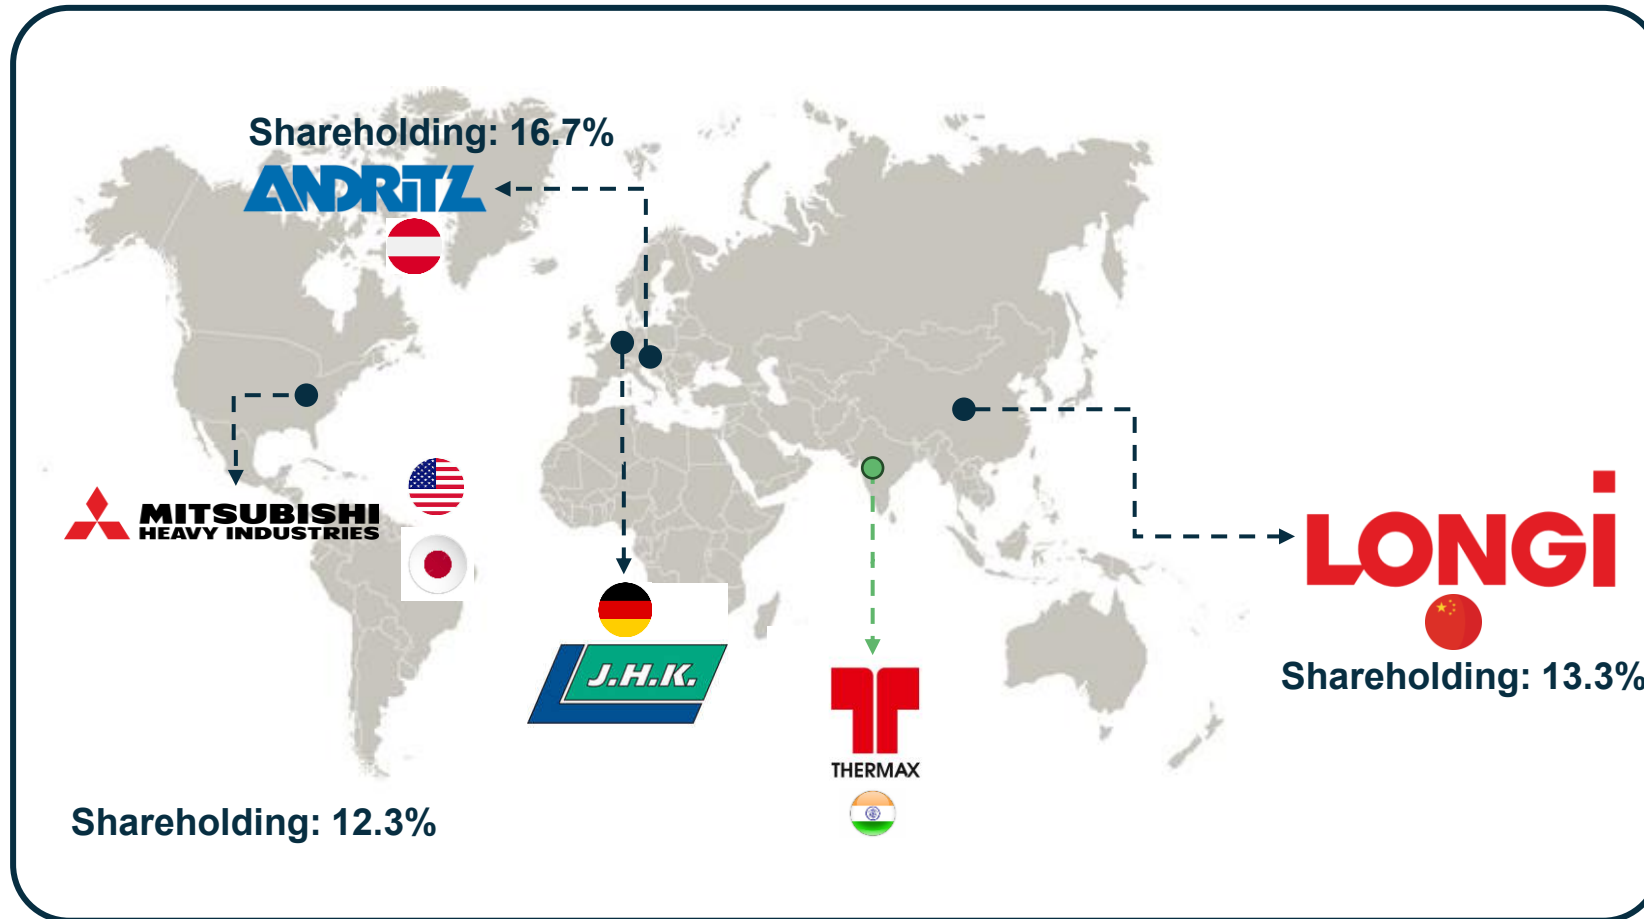 Shareholding: 16.7%
ANDRITZ
MITSUBISHI
HEAVY INDUSTRIES
LONGi
J.H.K.
Shareholding: 13.3%
THERMAX
Shareholding: 12.3%